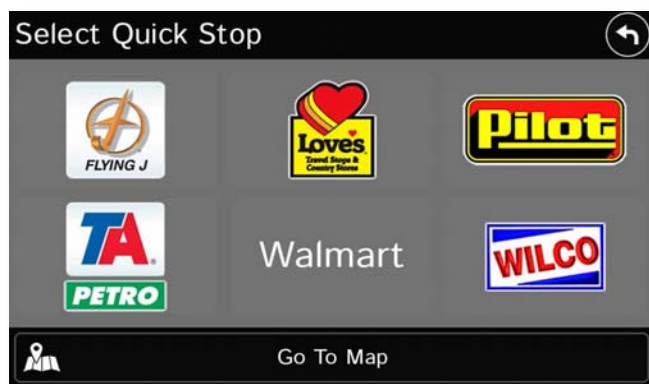 Select Quick Stop
FLYING J
Loves
Travel Stops &
Country Stores
Pilot
TA
PETRO
Walmart
WILCO
Go To Map